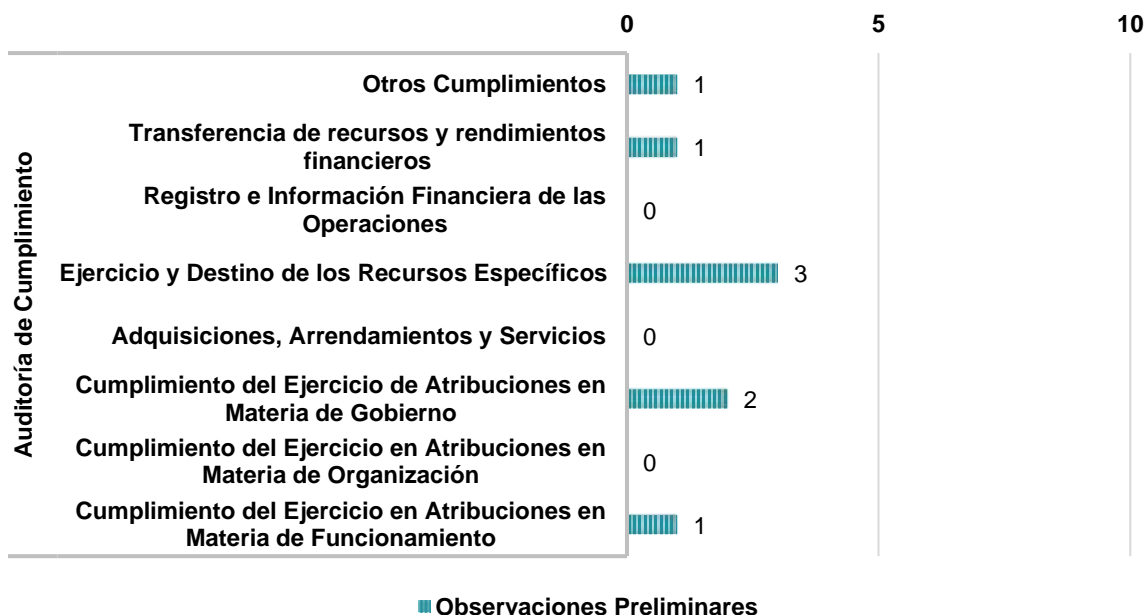 0 5 10
Auditoría de Cumplimiento
Otros Cumplimientos 1
Transferencia de recursos y rendimientos
financieros 1
Registro e Información Financiera de las
Operaciones 0
Ejercicio y Destino de los Recursos Específicos 3
Adquisiciones, Arrendamientos y Servicios 0
Cumplimiento del Ejercicio de Atribuciones en
Materia de Gobierno 2
Cumplimiento del Ejercicio en Atribuciones en
Materia de Organización 0
Cumplimiento del Ejercicio en Atribuciones en
Materia de Funcionamiento 1
Observaciones Preliminares